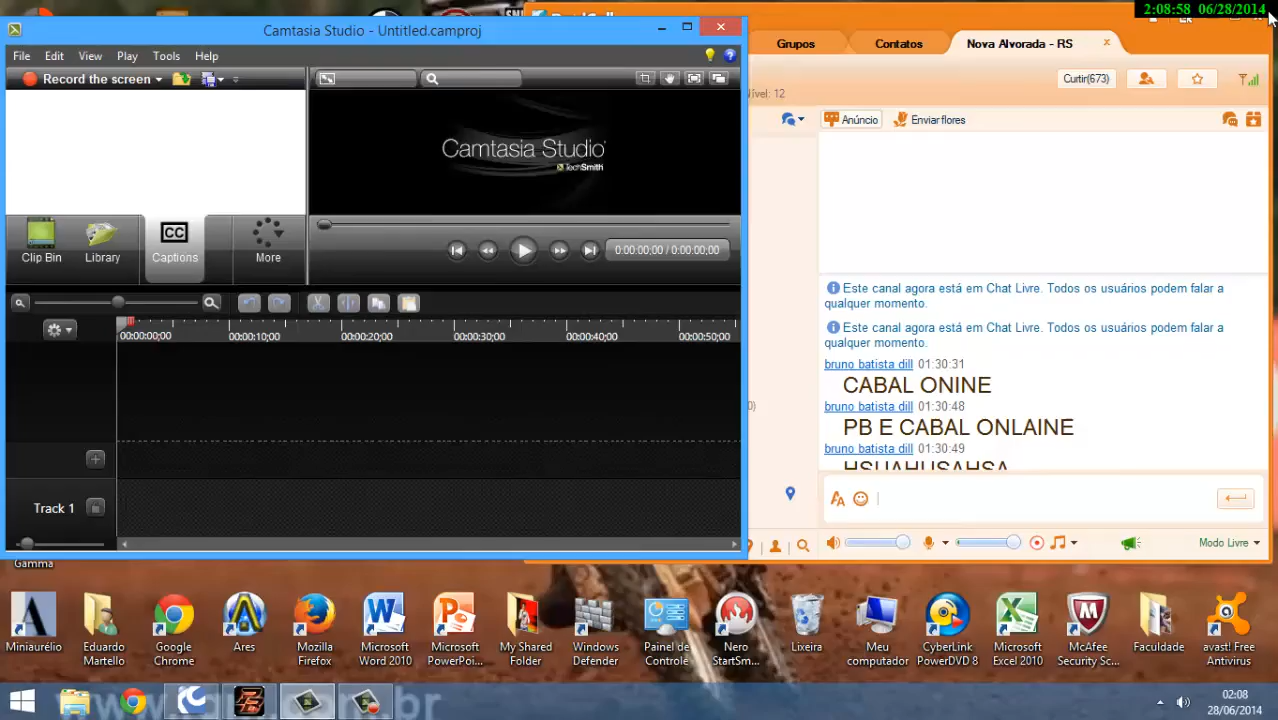 2:08:58 06/28/2014
Camtasia Studio - Untitled.camproj
File Edit View Play Tools Help
Record the screen
Camtasia Studio
TechSmith
Clip Bin
Library
CC
Captions
More
0:00:00;00 / 0:00:00;00
00:00:00;00 00:00:10;00 00:00:20;00 00:00:30;00 00:00:40;00 00:00:50;00
Track 1
Grupos
Contatos
Nova Alvorada - RS
Nível: 12
Curtir(673)
Anúncio
Enviar flores
Este canal agora está em Chat Livre. Todos os usuários podem falar a
qualquer momento.
Este canal agora está em Chat Livre. Todos os usuários podem falar a
qualquer momento.
bruno batista dill 01:30:31
CABAL ONINE
bruno batista dill 01:30:48
PB E CABAL ONLAINE
bruno batista dill 01:30:49
HSUAHUSAHSA
Modo Livre
Gamma
Miniaurélio
Eduardo
Martello
Google
Chrome
Ares
Mozilla
Firefox
Microsoft
Word 2010
Microsoft
PowerPoi...
My Shared
Folder
Windows
Defender
Painel de
Controle
Nero
StartSm...
Lixeira
Meu
computador
CyberLink
PowerDVD 8
Microsoft
Excel 2010
McAfee
Security Sc...
Faculdade
avast! Free
Antivirus
02:08
28/06/2014